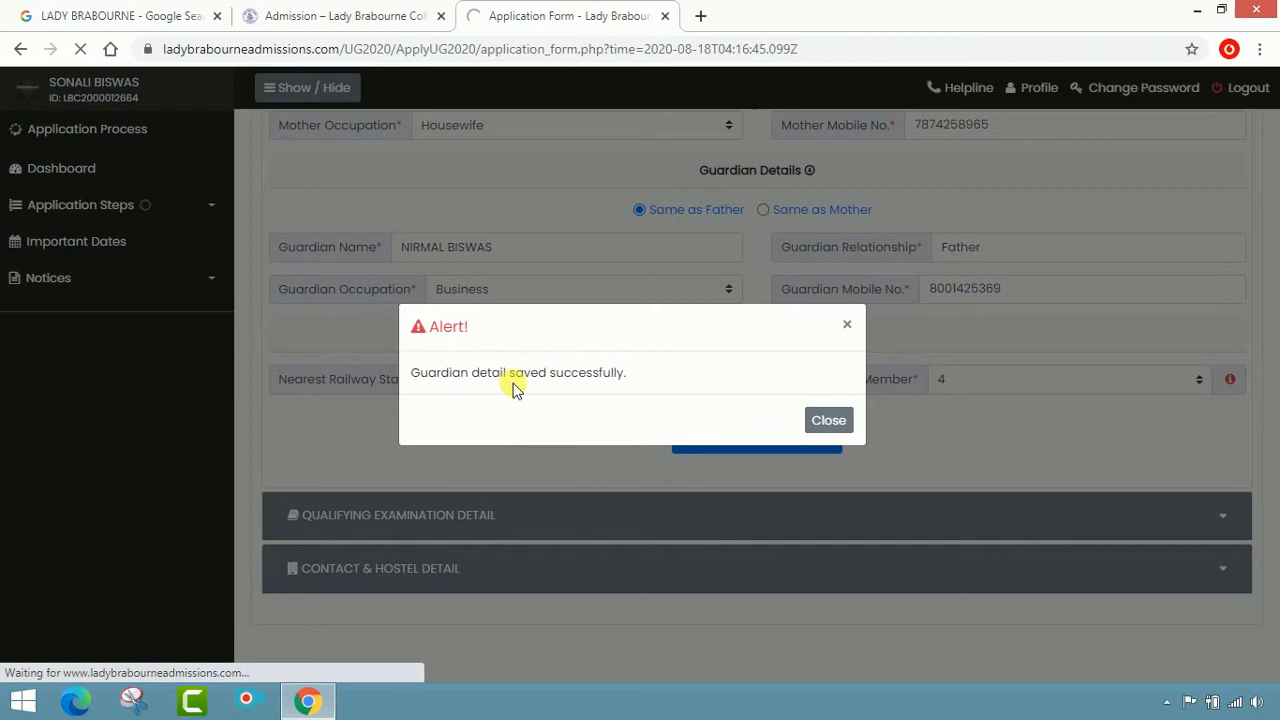 LADY BRABOURNE - Google Sea
Admission – Lady Brabourne Coll
Application Form - Lady Brabour
ladybrabourneadmissions.com/UG2020/ApplyUG2020/application_form.php?time=2020-08-18T04:16:45.099Z
SONALI BISWAS
ID: LBC2000012664
Show / Hide
Helpline
Profile
Change Password
Logout
Application Process
Dashboard
Application Steps
Important Dates
Notices
Mother Occupation* Housewife
Mother Mobile No.* 7874258965
Guardian Details
Same as Father Same as Mother
Guardian Name* NIRMAL BISWAS
Guardian Relationship* Father
Guardian Occupation* Business
Guardian Mobile No.* 8001425369
Alert!
×
Guardian detail saved successfully.
Close
Nearest Railway Sta
Member* 4
QUALIFYING EXAMINATION DETAIL
CONTACT & HOSTEL DETAIL
Waiting for www.ladybrabourneadmissions.com...